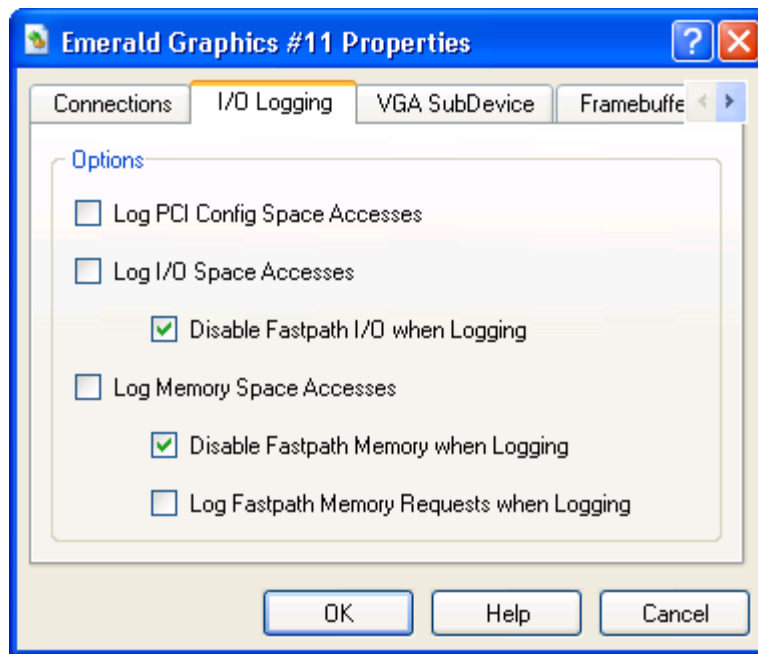 Emerald Graphics #11 Properties
Connections
I/O Logging
VGA SubDevice
Framebuffe
Options
Log PCI Config Space Accesses
Log I/O Space Accesses
Disable Fastpath I/O when Logging
Log Memory Space Accesses
Disable Fastpath Memory when Logging
Log Fastpath Memory Requests when Logging
OK
Help
Cancel